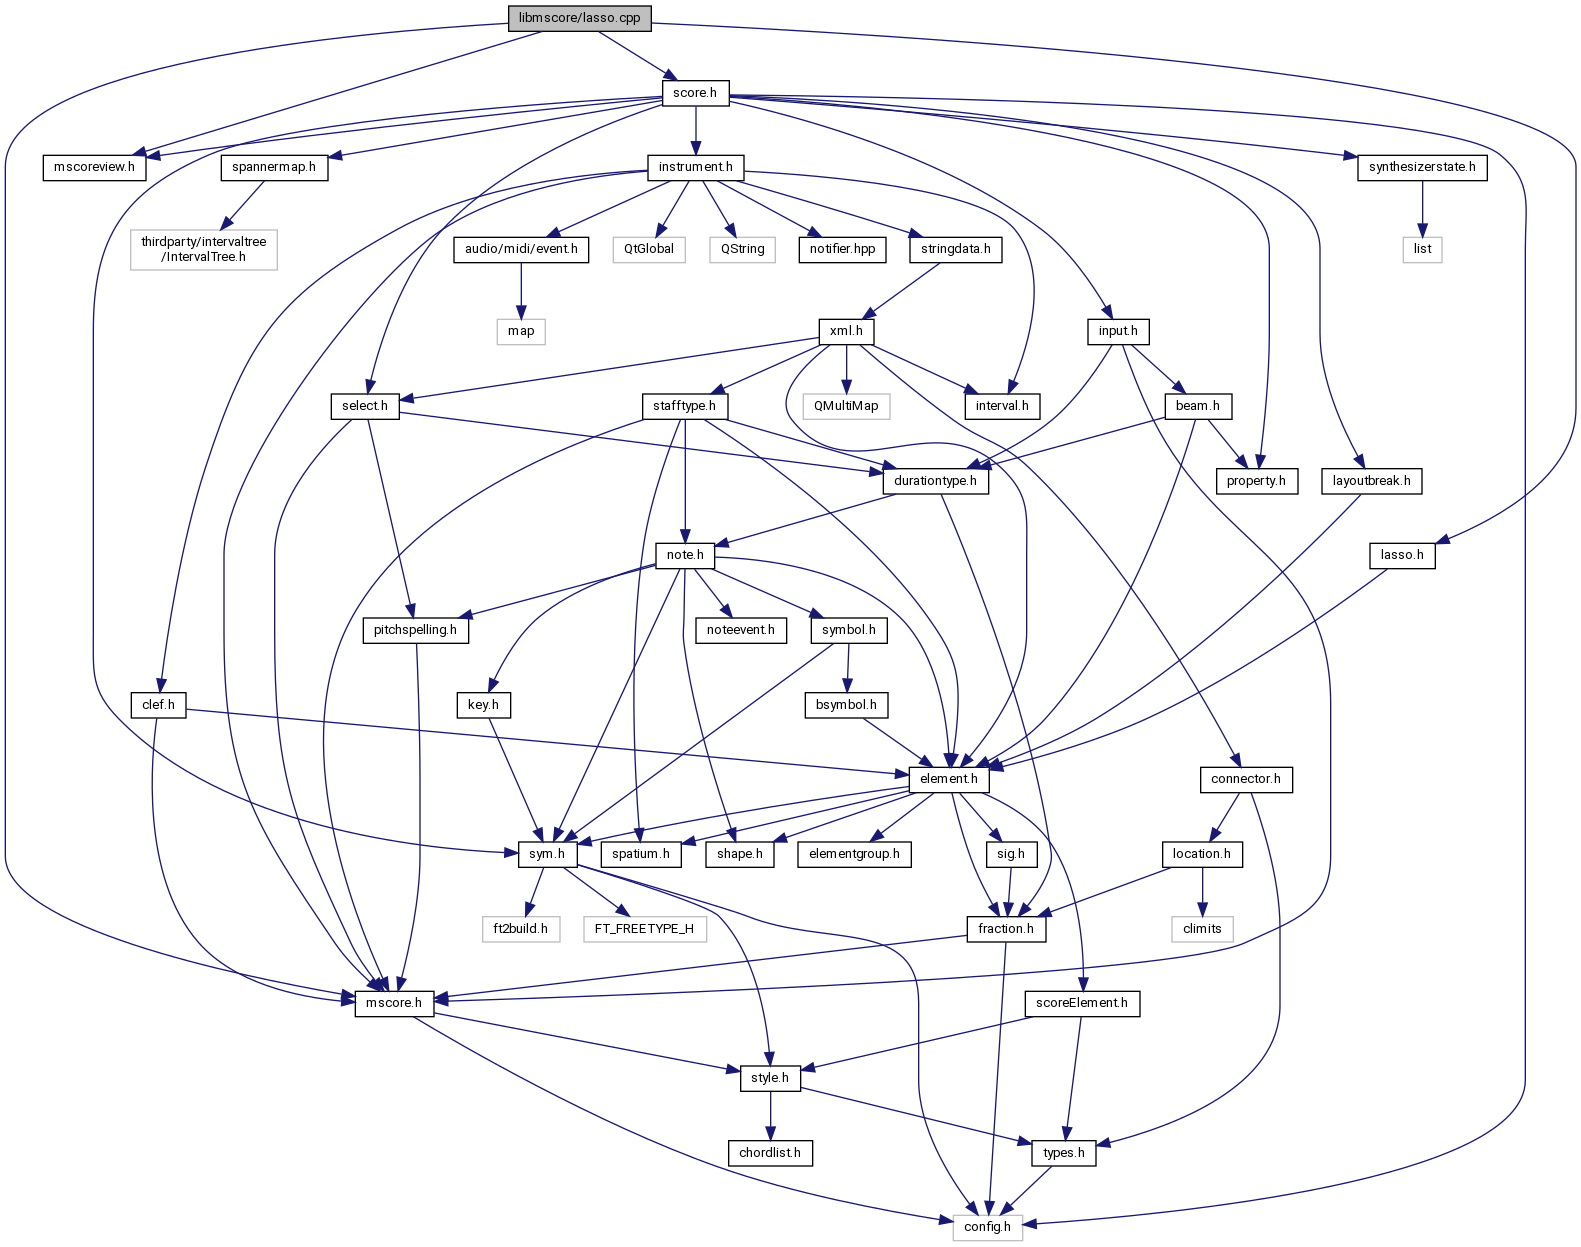 libmscore/lasso.cpp
score.h
mscoreview.h
spannermap.h
instrument.h
synthesizerstate.h
thirdparty/intervaltree
/IntervalTree.h
audio/midi/event.h
QtGlobal
QString
notifier.hpp
stringdata.h
list
map
xml.h
input.h
select.h
stafftype.h
QMultiMap
interval.h
beam.h
durationtype.h
property.h
layoutbreak.h
note.h
lasso.h
pitchspelling.h
noteevent.h
symbol.h
clef.h
key.h
bsymbol.h
element.h
connector.h
sym.h
spatium.h
shape.h
elementgroup.h
sig.h
location.h
ft2build.h
FT_FREETYPE_H
fraction.h
climits
mscore.h
scoreElement.h
style.h
chordlist.h
types.h
config.h